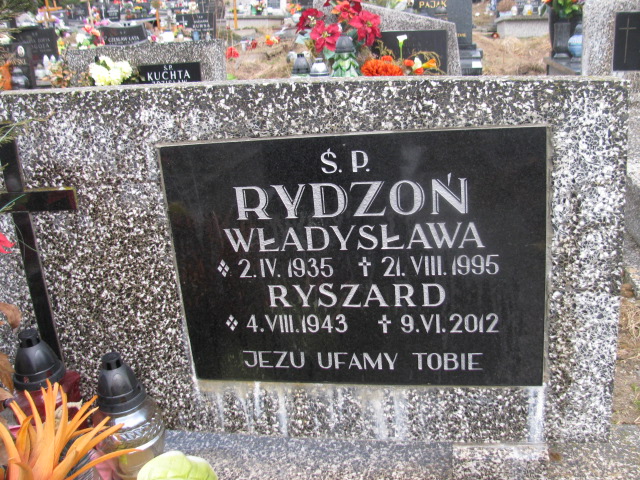 PAJĄK
Ś.P.
KUCHTA
Ś. P.
RYDZOŃ
WŁADYSŁAWA
2.IV.1935 21.VIII.1995
RYSZARD
4.VIII.1943 9.VI.2012
JEZU UFAMY TOBIE